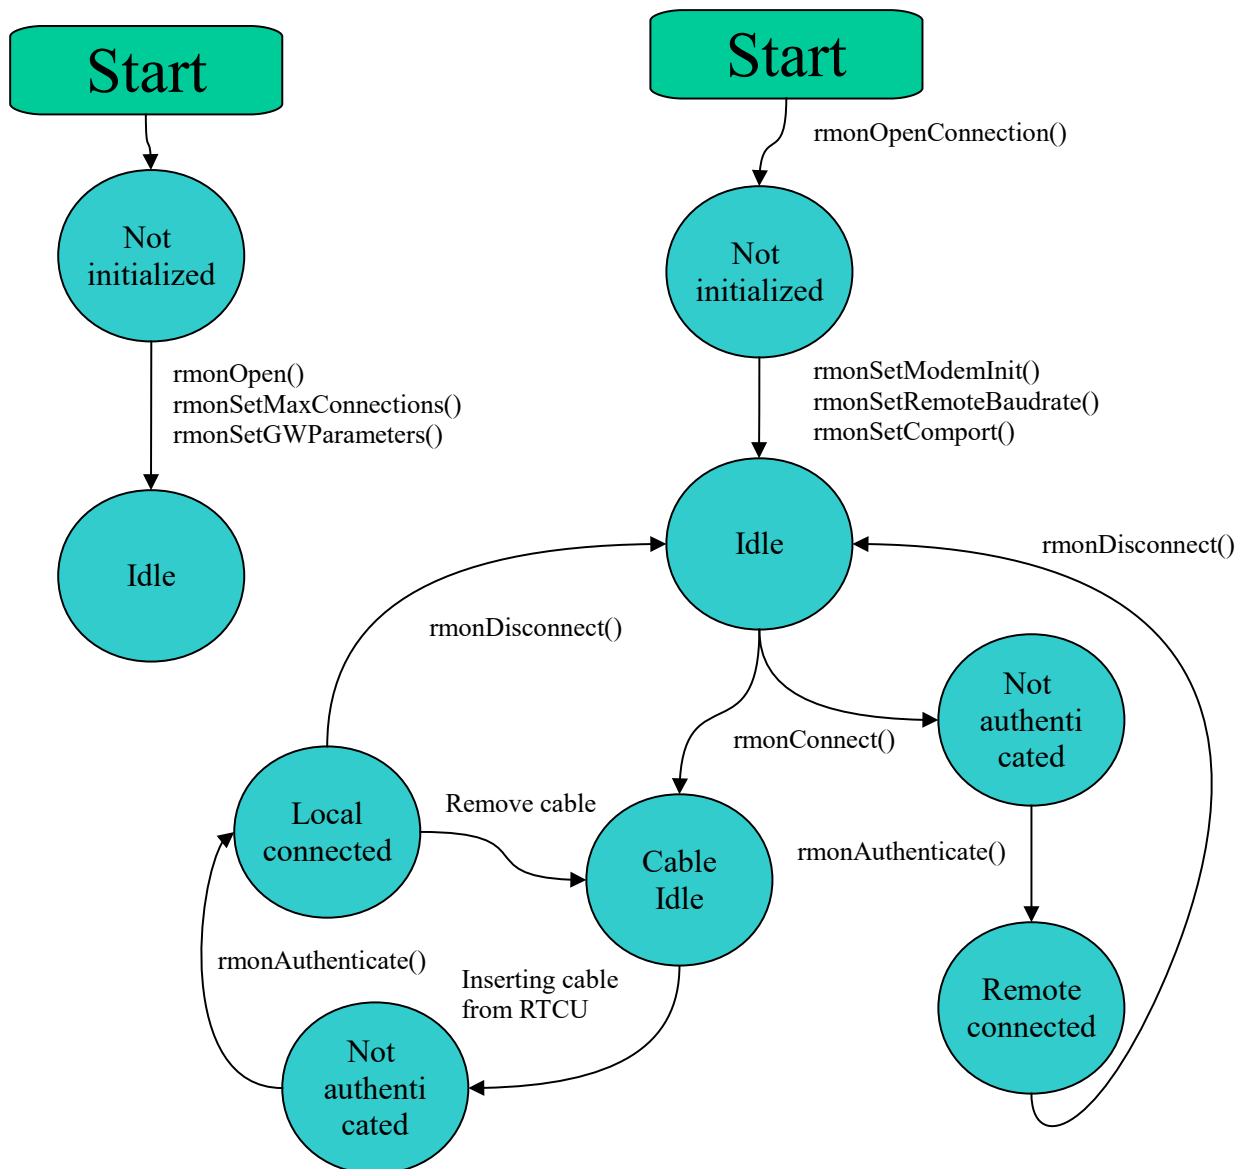 Start
Not
initialized
rmonOpen()
rmonSetMaxConnections()
rmonSetGWParameters()
Idle
Start
rmonOpenConnection()
Not
initialized
rmonSetModemInit()
rmonSetRemoteBaudrate()
rmonSetComport()
Idle
rmonDisconnect()
rmonDisconnect()
rmonConnect()
Not
authenti
cated
Local
connected
Remove cable
Cable
Idle
rmonAuthenticate()
rmonAuthenticate()
Inserting cable
from RTCU
Remote
connected
Not
authenti
cated